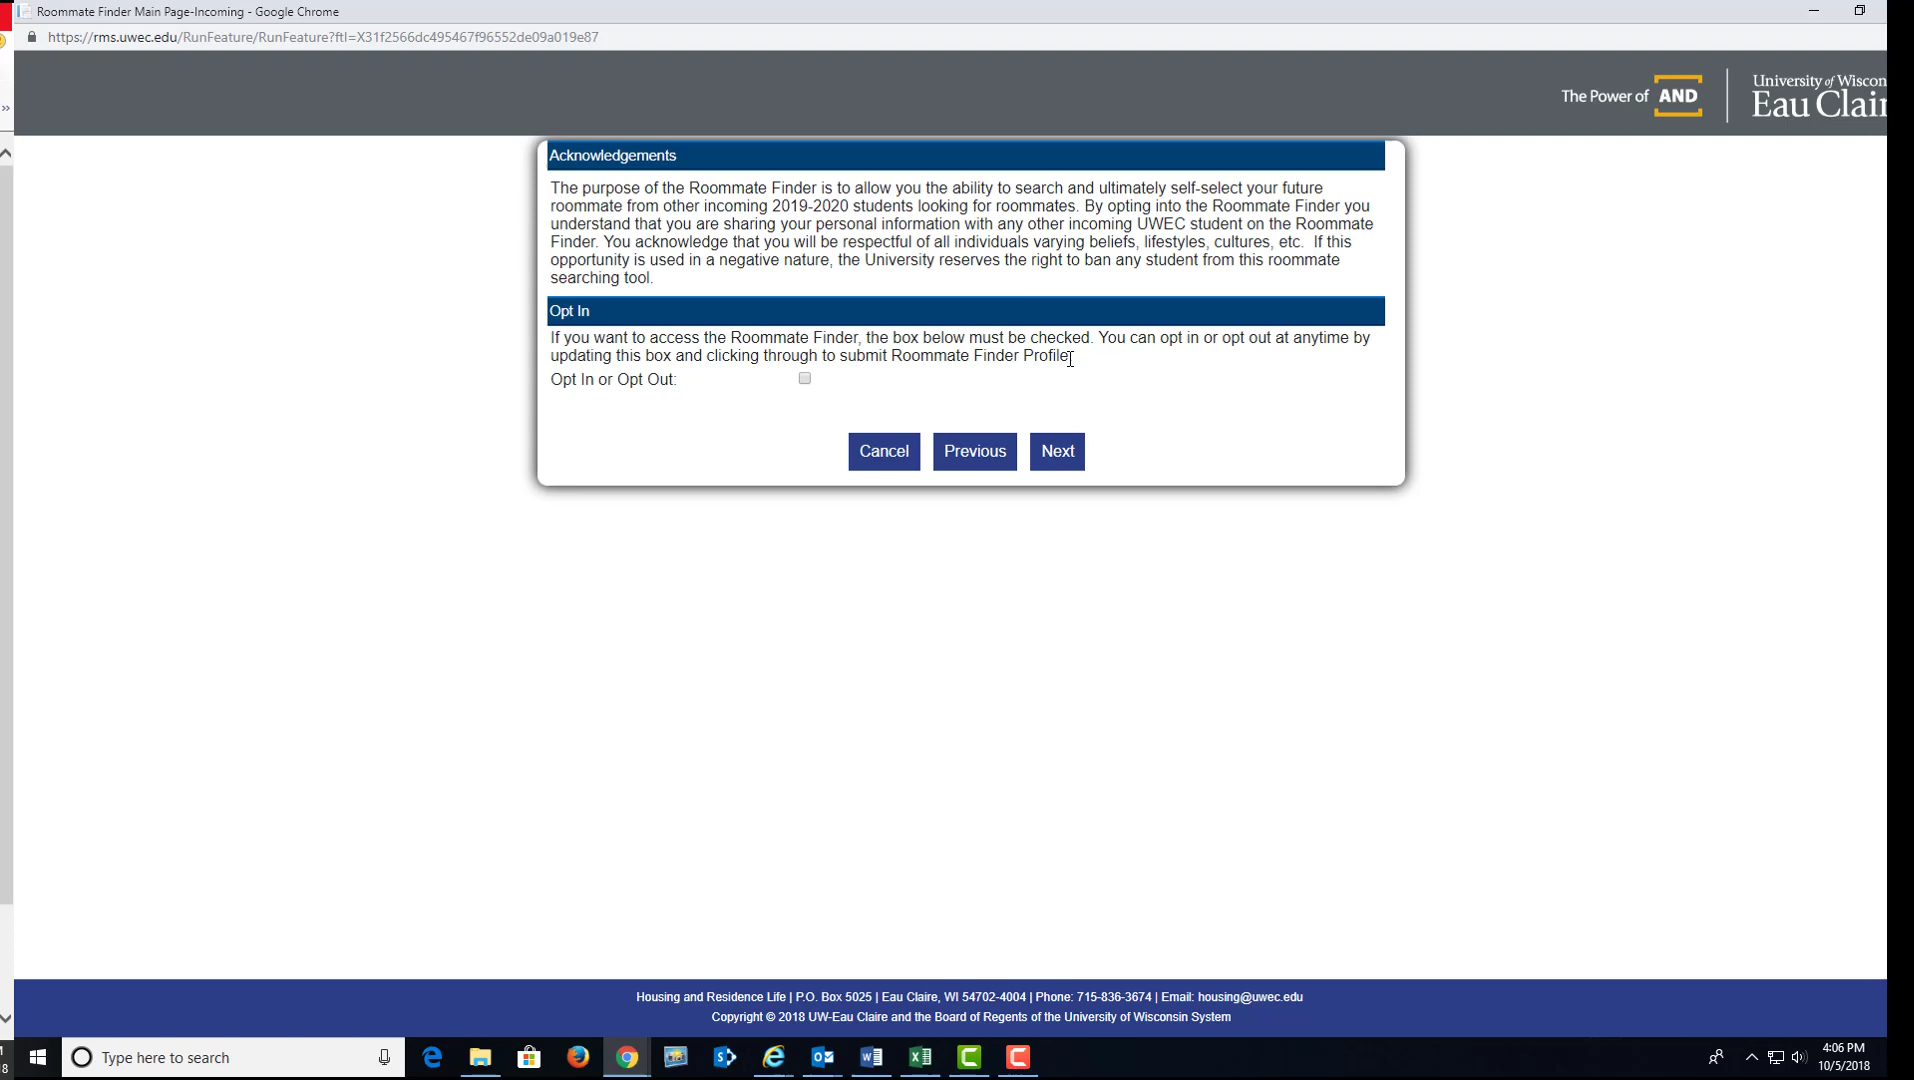 Roommate Finder Main Page-Incoming - Google Chrome
https://rms.uwec.edu/RunFeature/RunFeature?ftI=X31f2566dc495467f96552de09a019e87
The Power of AND
University of Wiscon
Eau Clair
Acknowledgements
The purpose of the Roommate Finder is to allow you the ability to search and ultimately self-select your future
roommate from other incoming 2019-2020 students looking for roommates. By opting into the Roommate Finder you
understand that you are sharing your personal information with any other incoming UWEC student on the Roommate
Finder. You acknowledge that you will be respectful of all individuals varying beliefs, lifestyles, cultures, etc. If this
opportunity is used in a negative nature, the University reserves the right to ban any student from this roommate
searching tool.
Opt In
If you want to access the Roommate Finder, the box below must be checked. You can opt in or opt out at anytime by
updating this box and clicking through to submit Roommate Finder Profile.
Opt In or Opt Out:
Cancel Previous Next
Housing and Residence Life | P.O. Box 5025 | Eau Claire, WI 54702-4004 | Phone: 715-836-3674 | Email: housing@uwec.edu
Copyright © 2018 UW-Eau Claire and the Board of Regents of the University of Wisconsin System
Type here to search
4:06 PM
10/5/2018